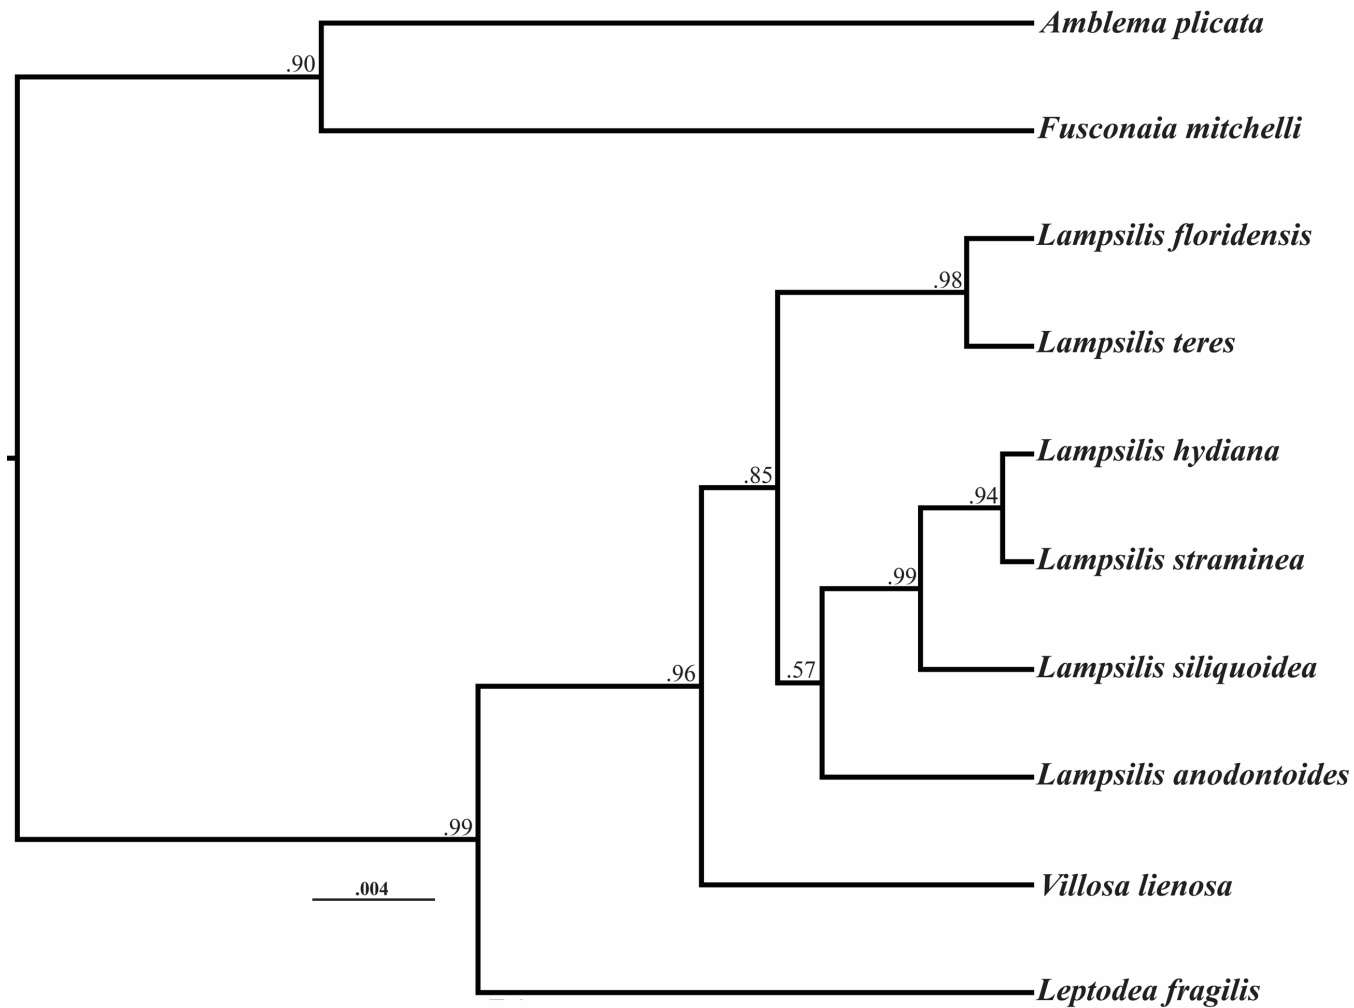 Amblema plicata
.90
Fusconaia mitchelli
Lampsilis floridensis
.98
Lampsilis teres
Lampsilis hydiana
.85
.94
Lampsilis straminea
.99
Lampsilis siliquoidea
.96
.57
Lampsilis anodontoides
.99
.004
Villosa lienosa
Leptodea fragilis